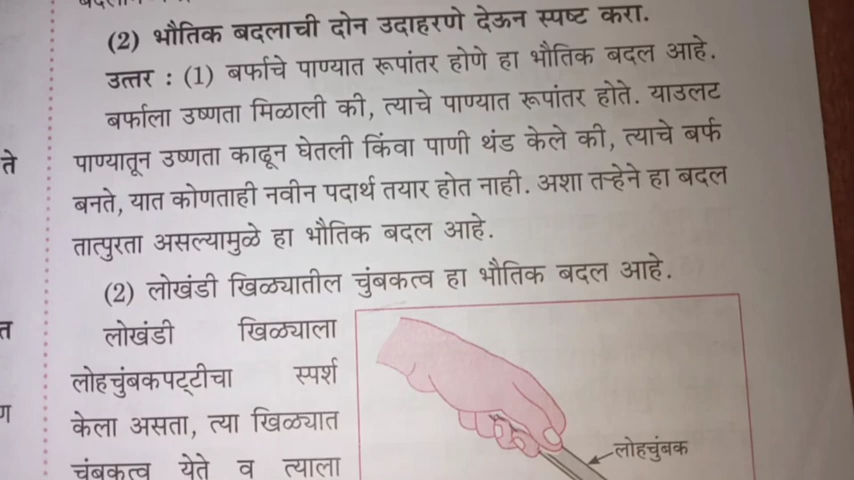 (2) भौतिक बदलाची दोन उदाहरणे देऊन स्पष्ट करा.
उत्तर : (1) बर्फाचे पाण्यात रूपांतर होणे हा भौतिक बदल आहे.
बर्फाला उष्णता मिळाली की, त्याचे पाण्यात रूपांतर होते. याउलट
पाण्यातून उष्णता काढून घेतली किंवा पाणी थंड केले की, त्याचे बर्फ
बनते, यात कोणताही नवीन पदार्थ तयार होत नाही. अशा तऱ्हेने हा बदल
तात्पुरता असल्यामुळे हा भौतिक बदल आहे.
(2) लोखंडी खिळ्यातील चुंबकत्व हा भौतिक बदल आहे.
लोखंडी खिळ्याला
लोहचुंबकपट्टीचा स्पर्श
केला असता, त्या खिळ्यात
चुंबकत्व येते व त्याला
लोहचुंबक
ते
त
ण